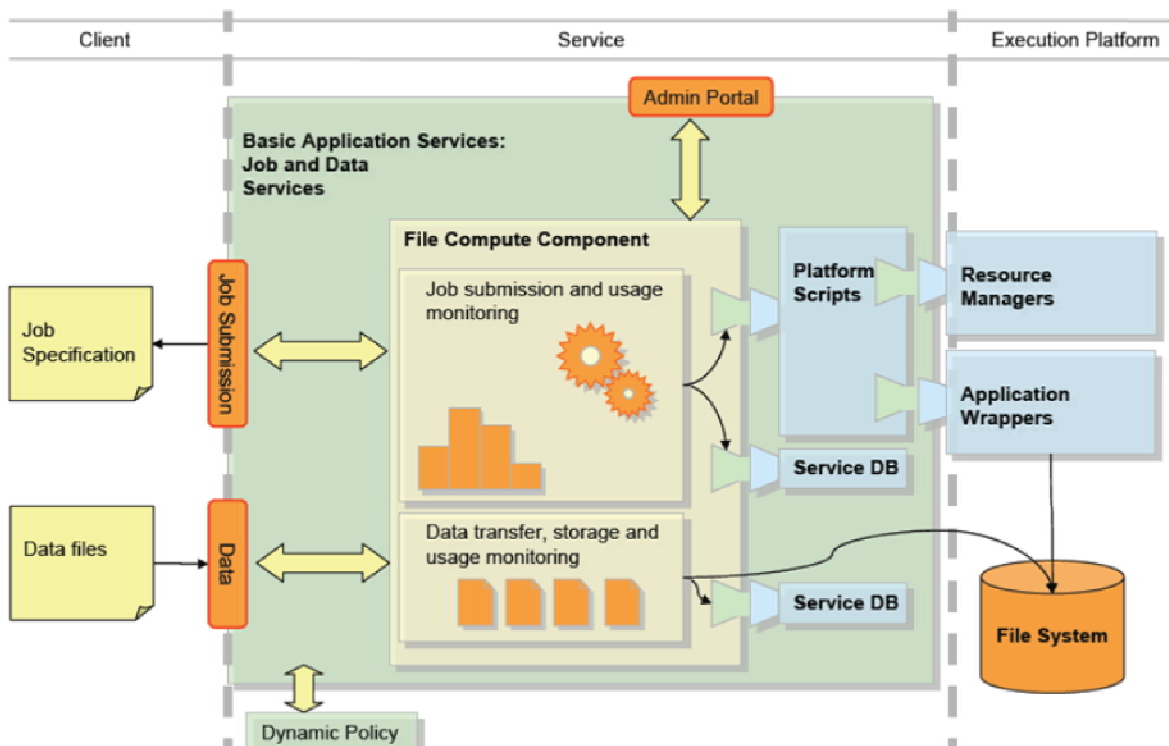 Client
Service
Execution Platform
Admin Portal
Basic Application Services:
Job and Data
Services
File Compute Component
Job submission and usage
monitoring
Platform
Scripts
Resource
Managers
Job Submission
Job
Specification
Application
Wrappers
Service DB
Data files
Data
Data transfer, storage and
usage monitoring
Service DB
File System
Dynamic Policy